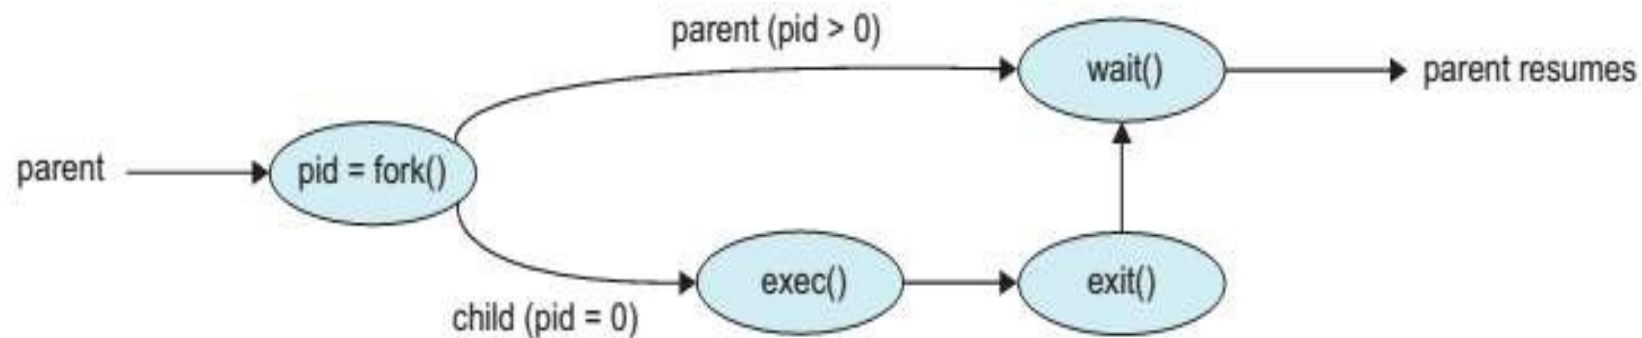 parent (pid > 0)
wait()
parent resumes
parent
pid = fork()
exec()
exit()
child (pid = 0)